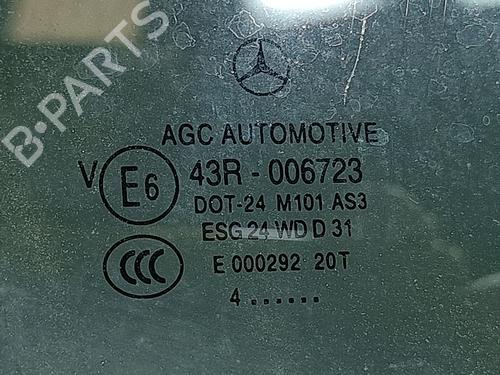 B-PARTS
AGC AUTOMOTIVE
V E6 43R - 006723
DOT-24 M101 AS3
ESG 24 WD D 31
CCC E 000292 20T
4 . . . . . .